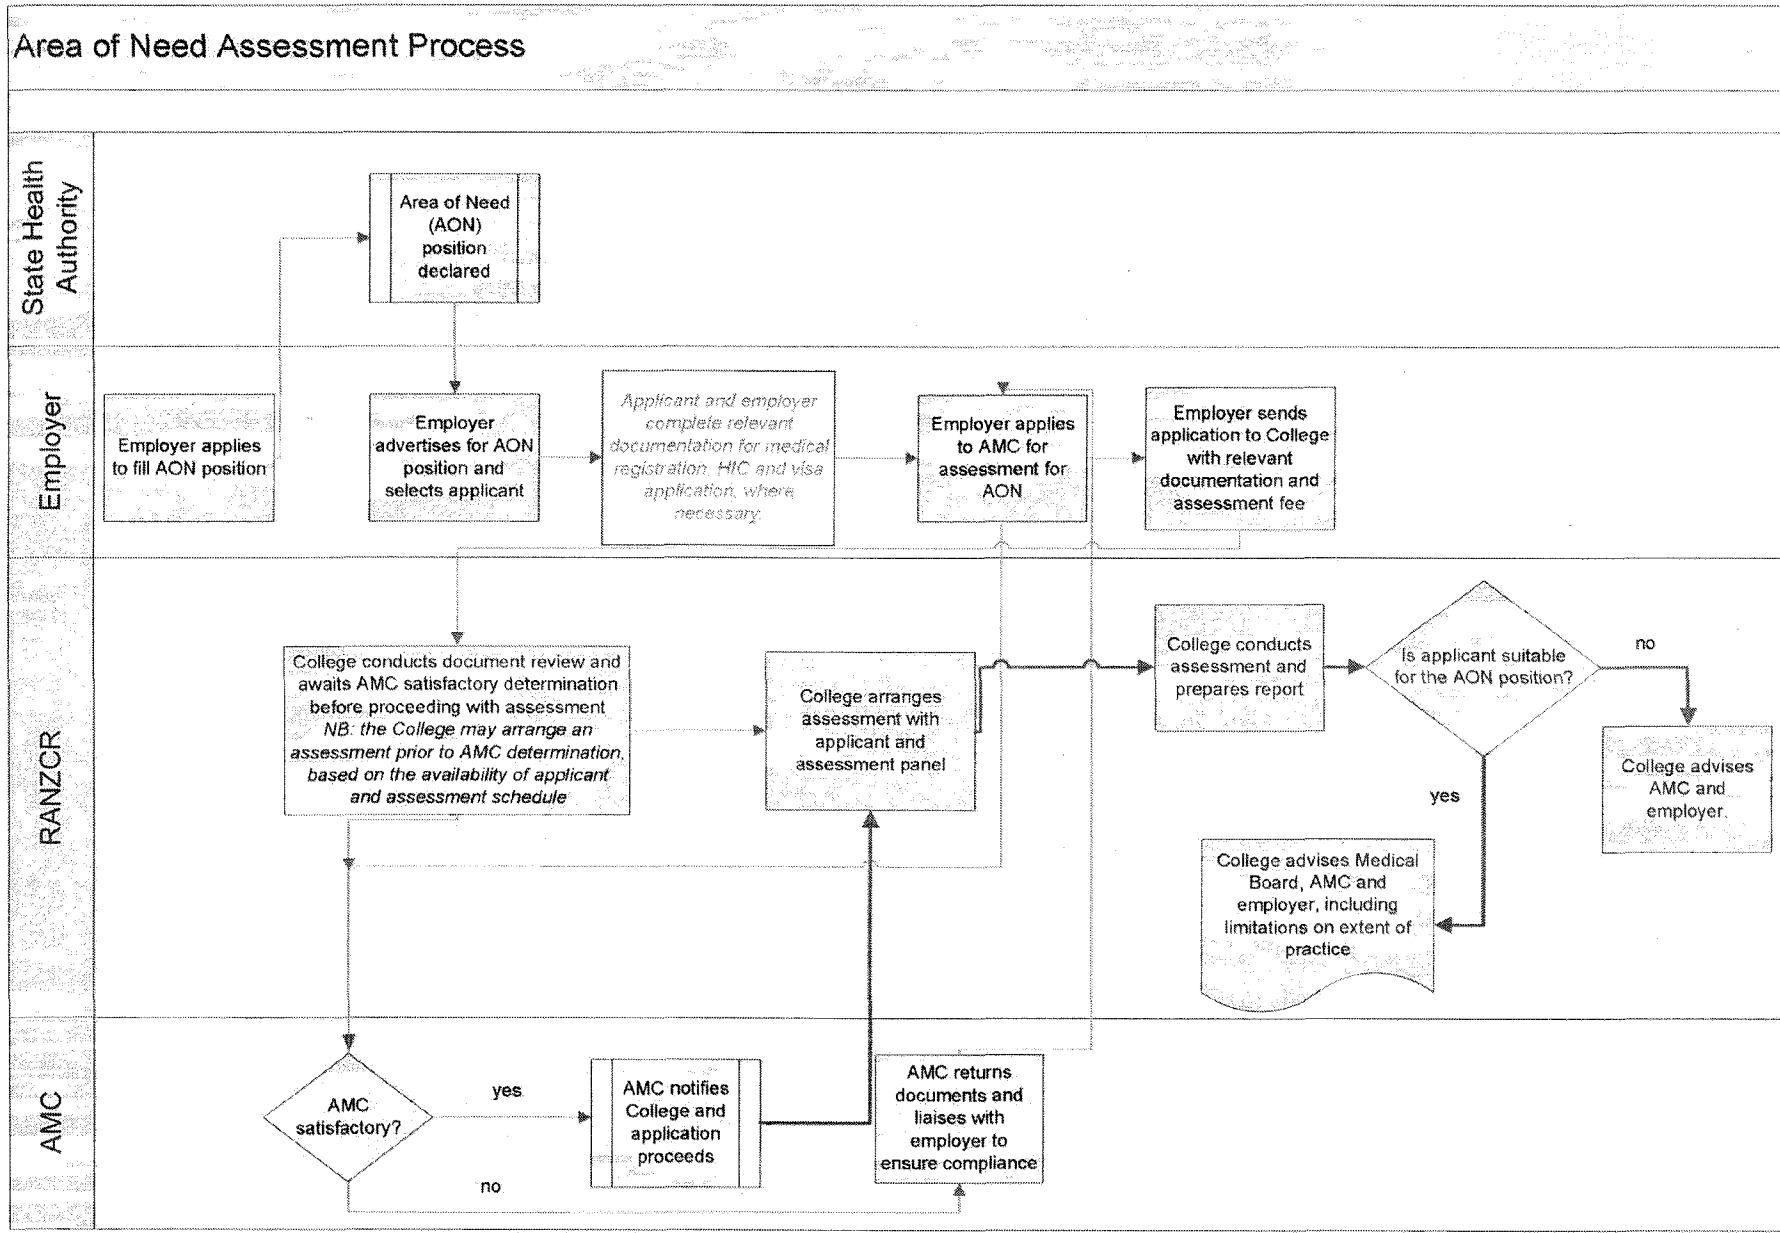 Area of Need Assessment Process
State Health
Authority
Area of Need
(AON)
position
declared
Employer
Employer applies
to fill AON position
Employer
advertises for AON
position and
selects applicant
Applicant and employer
complete relevant
documentation for medical
registration, HIC and visa
application, where
necessary.
Employer applies
to AMC for
assessment for
AON
Employer sends
application to College
with relevant
documentation and
assessment fee
RANZCR
College conducts document review and
awaits AMC satisfactory determination
before proceeding with assessment
NB: the College may arrange an
assessment prior to AMC determination,
based on the availability of applicant
and assessment schedule
College arranges
assessment with
applicant and
assessment panel
College conducts
assessment and
prepares report
Is applicant suitable
for the AON position?
no
College advises
AMC and
employer.
yes
College advises Medical
Board, AMC and
employer, including
limitations on extent of
practice
AMC
AMC
satisfactory?
yes
no
AMC notifies
College and
application
proceeds
AMC returns
documents and
liaises with
employer to
ensure compliance